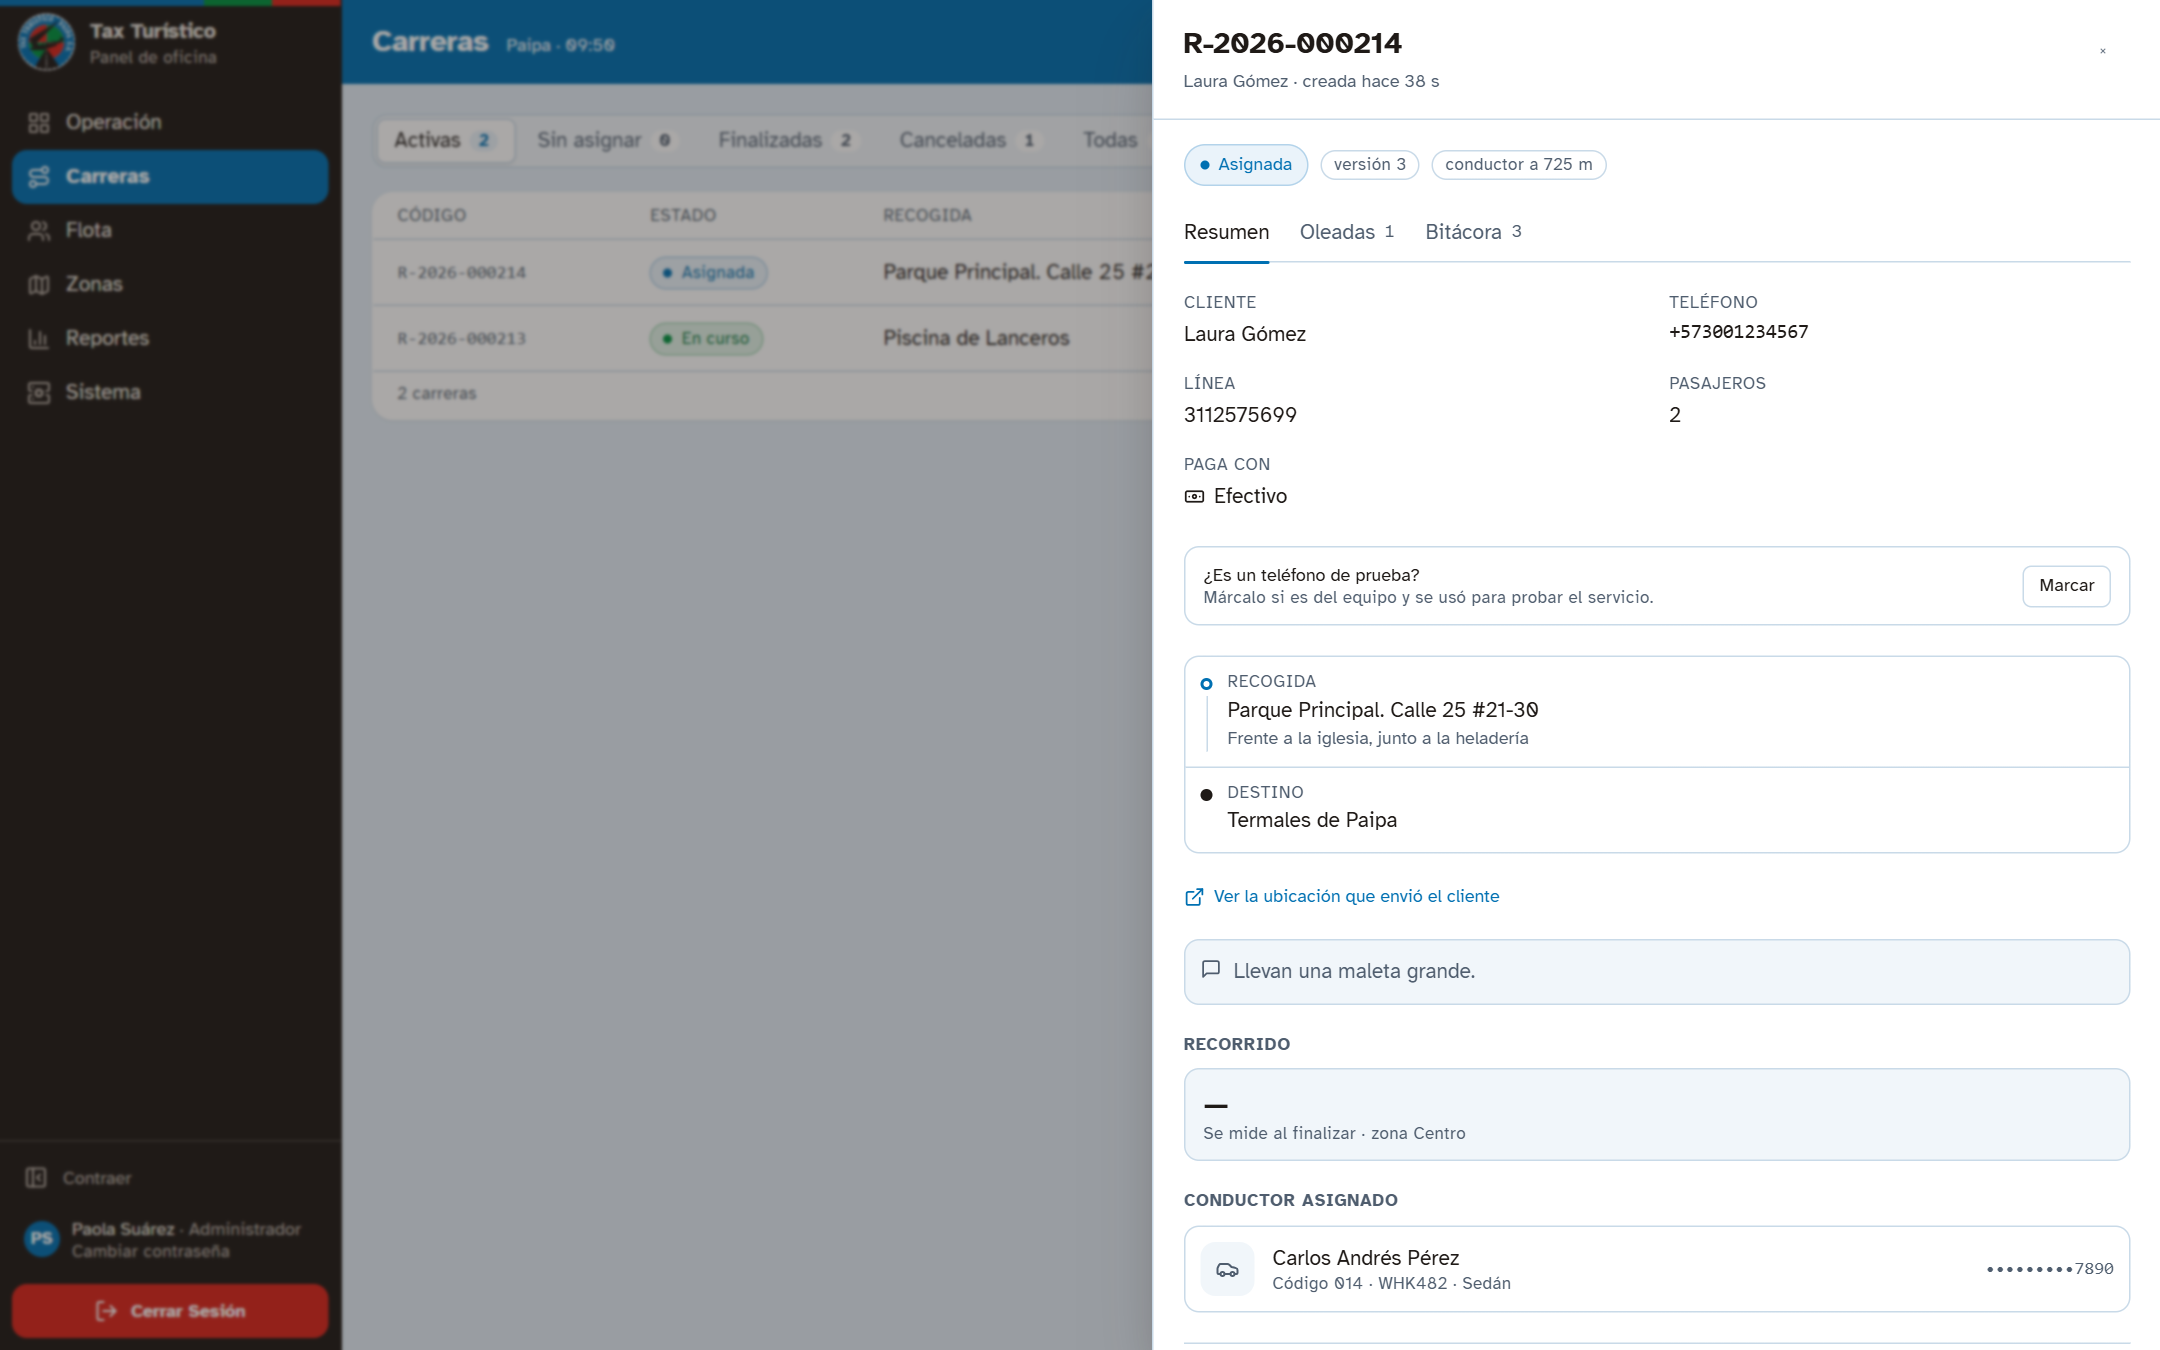 Tax Turístico
Panel de oficina
Operación
Carreras
Flota
Zonas
Reportes
Sistema
Contraer
PS
Paola Suárez · Administrador
Cambiar contraseña
Cerrar Sesión
Carreras Paipa · 09:50
Activas 2 Sin asignar 0 Finalizadas 2 Canceladas 1 Todas
CÓDIGO ESTADO RECOGIDA
R-2026-000214 Asignada Parque Principal. Calle 25 #2
R-2026-000213 En curso Piscina de Lanceros
2 carreras
R-2026-000214
×
Laura Gómez · creada hace 38 s
Asignada versión 3 conductor a 725 m
Resumen Oleadas 1 Bitácora 3
CLIENTE TELÉFONO
Laura Gómez +573001234567
LÍNEA PASAJEROS
3112575699 2
PAGA CON
Efectivo
¿Es un teléfono de prueba?
Márcalo si es del equipo y se usó para probar el servicio.
Marcar
RECOGIDA
Parque Principal. Calle 25 #21-30
Frente a la iglesia, junto a la heladería
DESTINO
Termales de Paipa
Ver la ubicación que envió el cliente
Llevan una maleta grande.
RECORRIDO
—
Se mide al finalizar · zona Centro
CONDUCTOR ASIGNADO
Carlos Andrés Pérez
Código 014 · WHK482 · Sedán
•••••••••7890